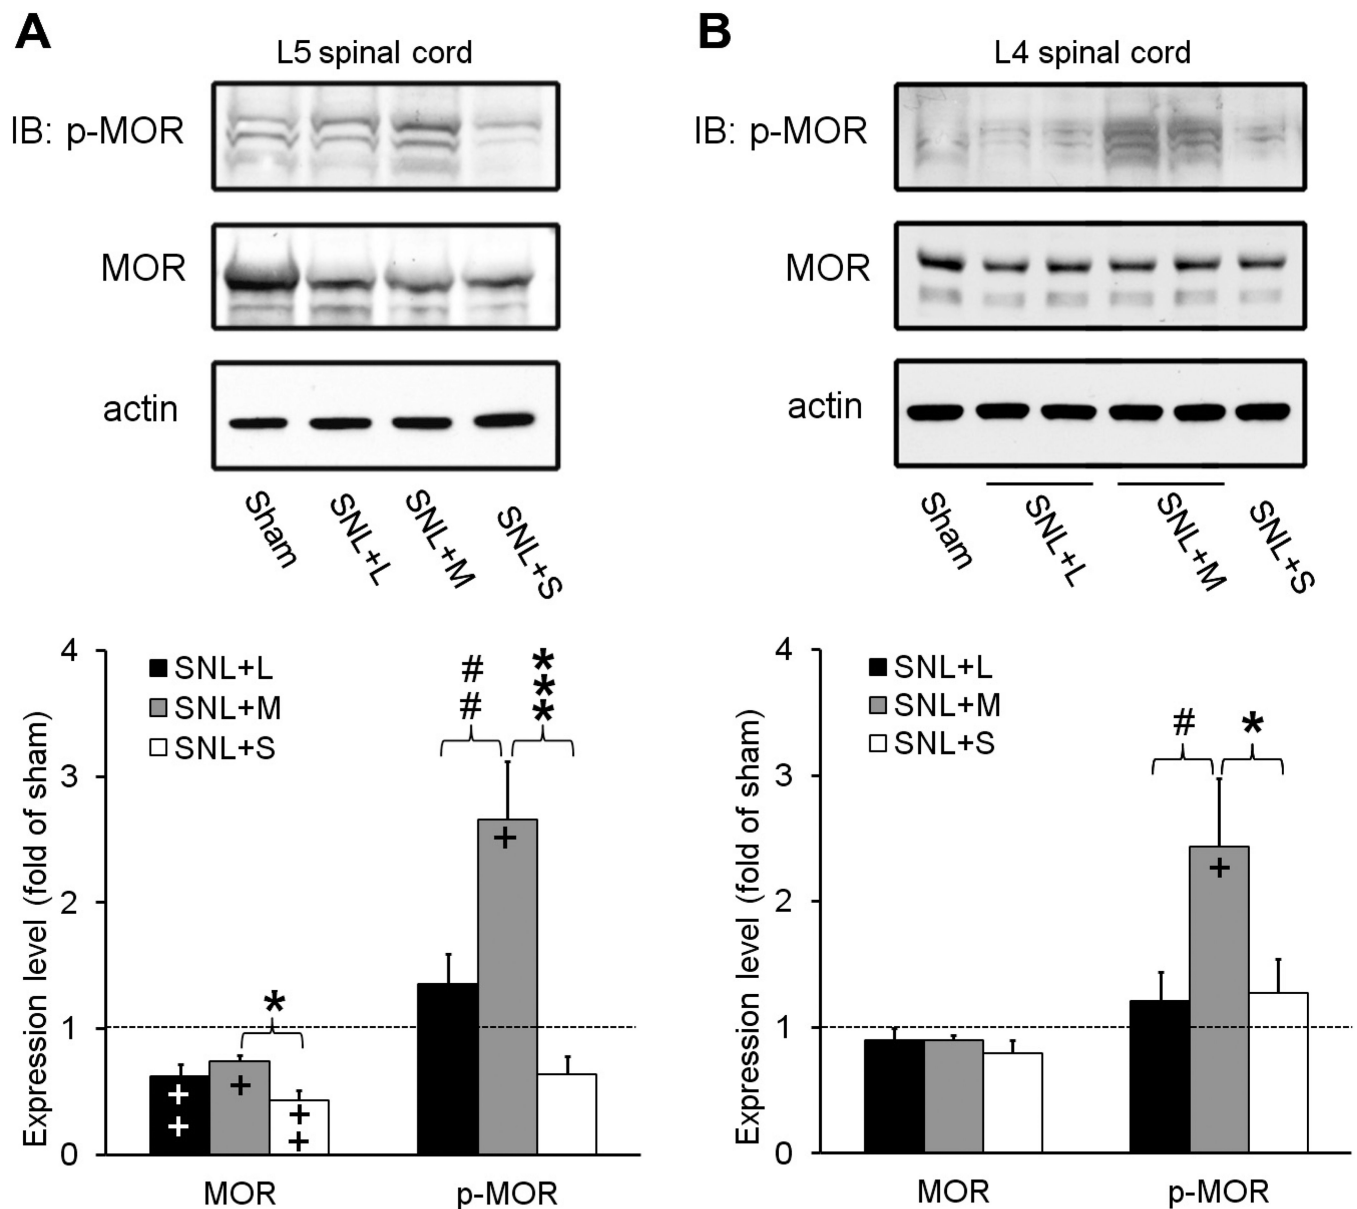 A
L5 spinal cord
IB: p-MOR
MOR
actin
Sham
SNL+L
SNL+M
SNL+S
4
3
2
1
0
Expression level (fold of sham)
SNL+L
SNL+M
SNL+S
##
***
*
+
++
+
++
MOR
p-MOR
B
L4 spinal cord
IB: p-MOR
MOR
actin
Sham
SNL+L
SNL+M
SNL+S
4
3
2
1
0
Expression level (fold of sham)
SNL+L
SNL+M
SNL+S
#
*
+
MOR
p-MOR